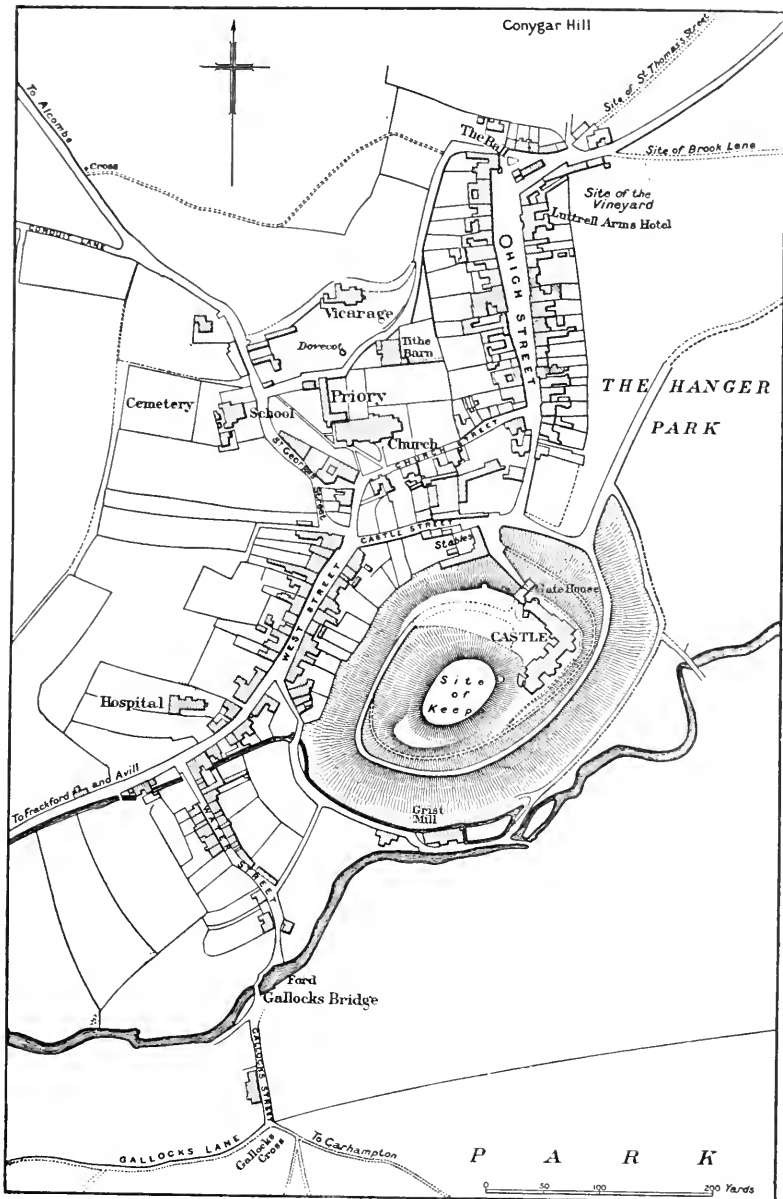 Conygar Hill
Site of St Thomas's Street
To Alcombe
The Ball
Cross
Site of Brook Lane
Site of the
Vineyard
Luttrell Arms Hotel
CONDUIT LANE
HIGH STREET
Vicarage
Dovecot
Tithe
Barn
THE HANGER
PARK
Cemetery
School
Priory
Church
CHURCH STREET
St Georges
Street
CASTLE STREET
Stables
Gate House
WEST STREET
CASTLE
Site
of
Keep
Hospital
To Frackford and Avill
Grist
Mill
WATER STREET
Ford
Gallocks Bridge
GALLOCKS STREET
GALLOCKS LANE
Gallocks
Cross
To Carhampton
PARK
0 50 100 200 Yards